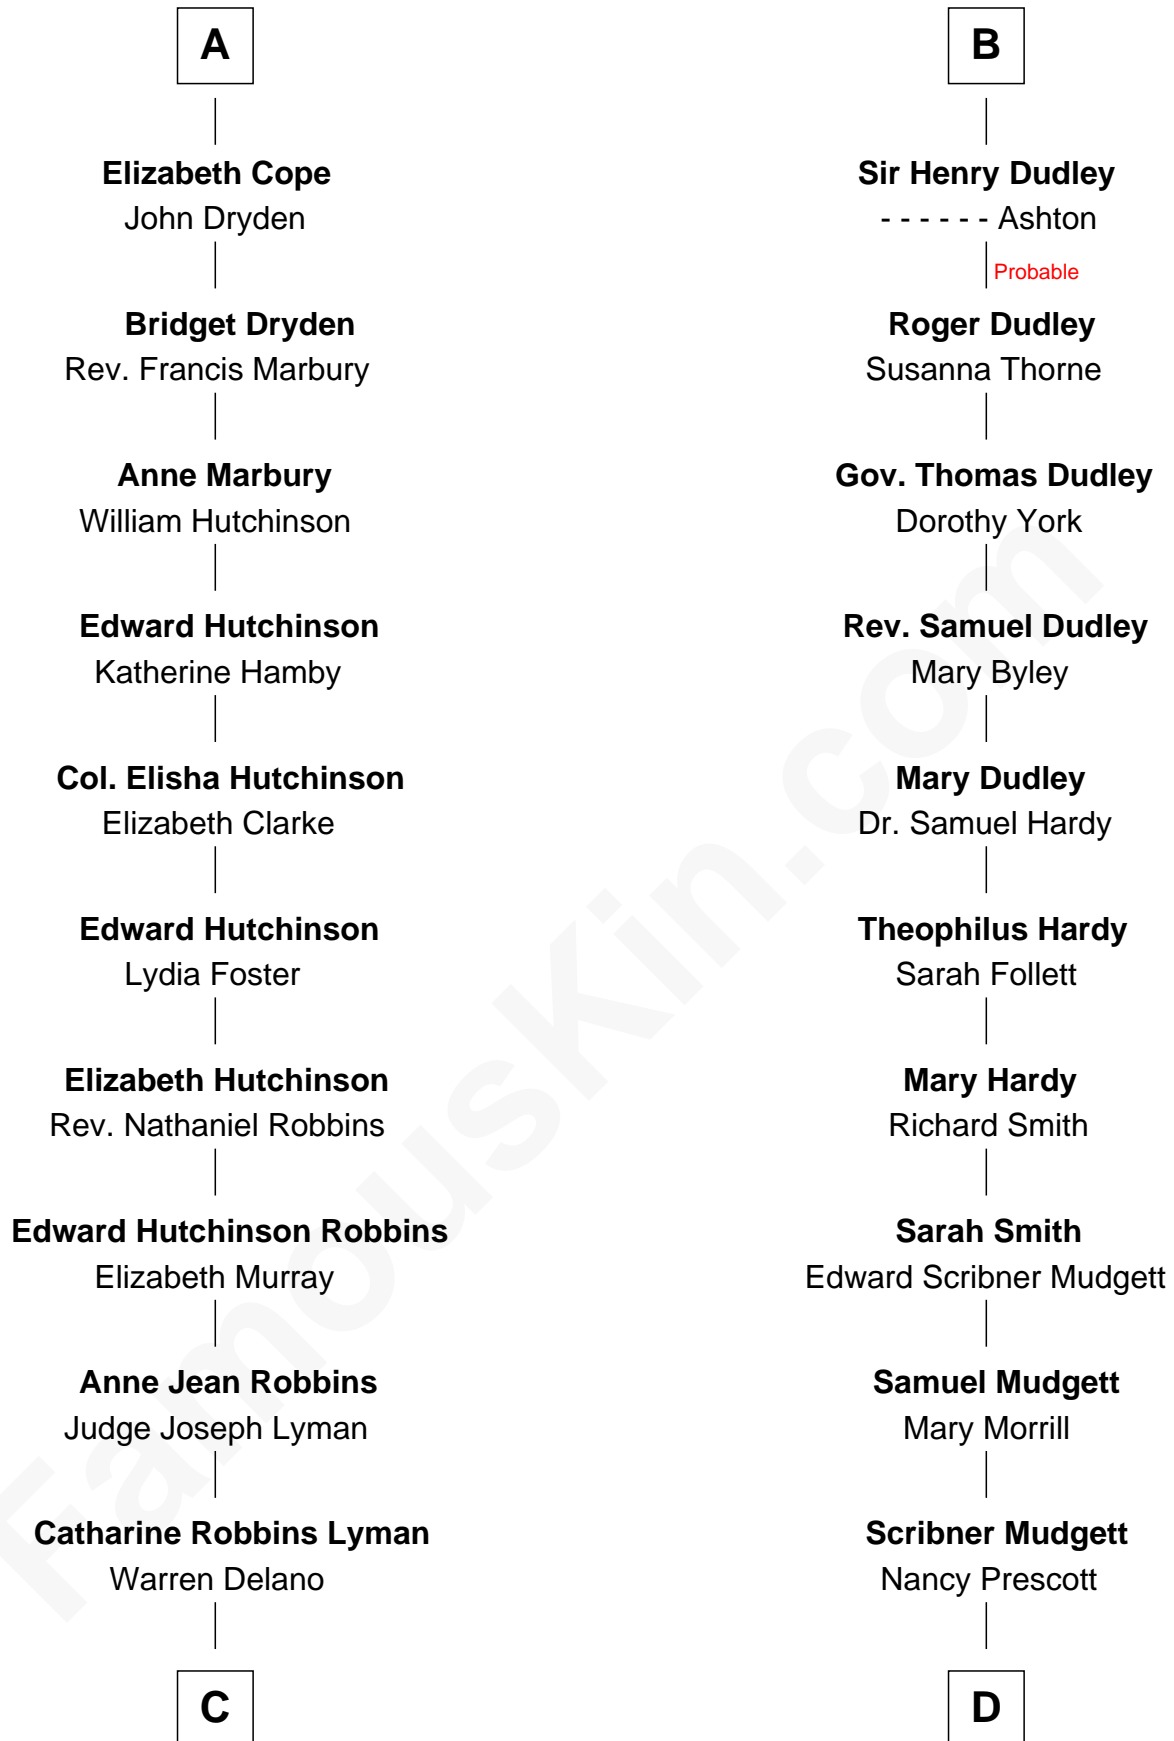 A
Elizabeth Cope
John Dryden
Bridget Dryden
Rev. Francis Marbury
Anne Marbury
William Hutchinson
Edward Hutchinson
Katherine Hamby
Col. Elisha Hutchinson
Elizabeth Clarke
Edward Hutchinson
Lydia Foster
Elizabeth Hutchinson
Rev. Nathaniel Robbins
Edward Hutchinson Robbins
Elizabeth Murray
Anne Jean Robbins
Judge Joseph Lyman
Catharine Robbins Lyman
Warren Delano
C
B
Sir Henry Dudley
- - - - - - Ashton
Probable
Roger Dudley
Susanna Thorne
Gov. Thomas Dudley
Dorothy York
Rev. Samuel Dudley
Mary Byley
Mary Dudley
Dr. Samuel Hardy
Theophilus Hardy
Sarah Follett
Mary Hardy
Richard Smith
Sarah Smith
Edward Scribner Mudgett
Samuel Mudgett
Mary Morrill
Scribner Mudgett
Nancy Prescott
D
FamousKin.com